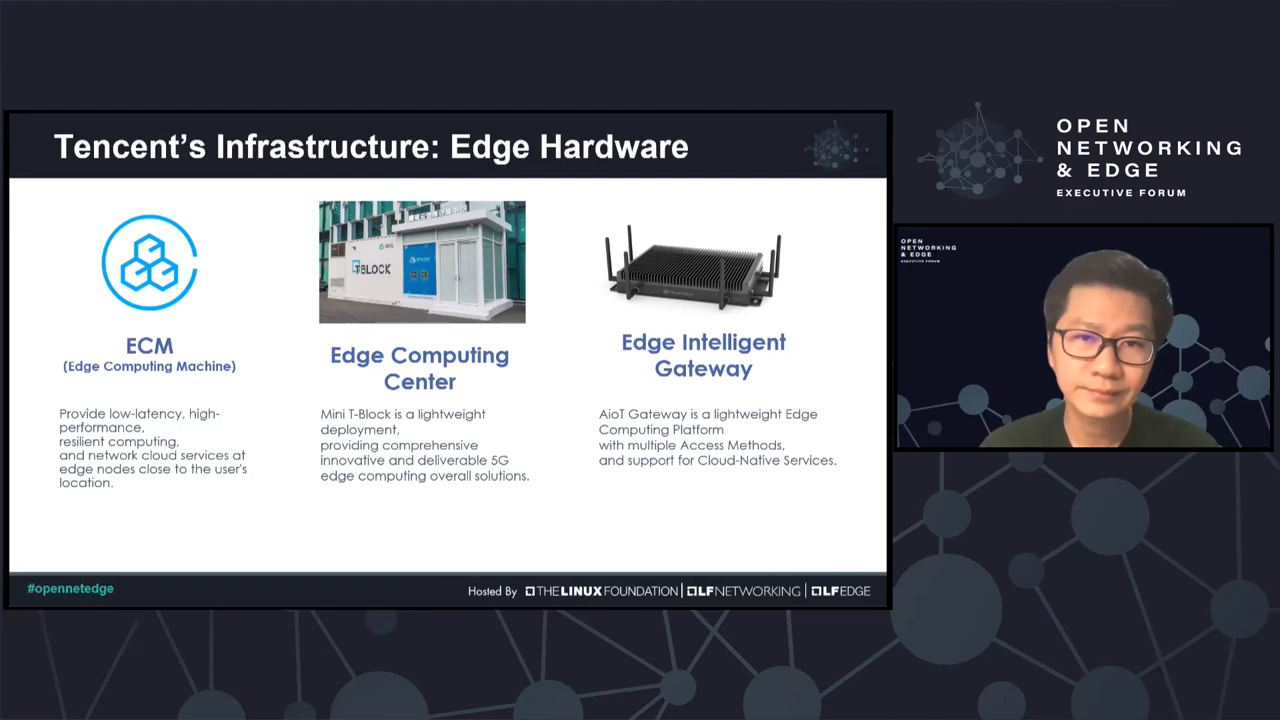 Tencent's Infrastructure: Edge Hardware
TBLOCK
ECM
(Edge Computing Machine)
Provide low-latency, high-
performance,
resilient computing,
and network cloud services at
edge nodes close to the user's
location.
Edge Computing
Center
Mini T-Block is a lightweight
deployment,
providing comprehensive
innovative and deliverable 5G
edge computing overall solutions.
Edge Intelligent
Gateway
AioT Gateway is a lightweight Edge
Computing Platform
with multiple Access Methods,
and support for Cloud-Native Services.
#opennetedge
Hosted By THE LINUX FOUNDATION | LF NETWORKING | LF EDGE
OPEN
NETWORKING
& EDGE
EXECUTIVE FORUM
OPEN
NETWORKING
& EDGE
EXECUTIVE FORUM